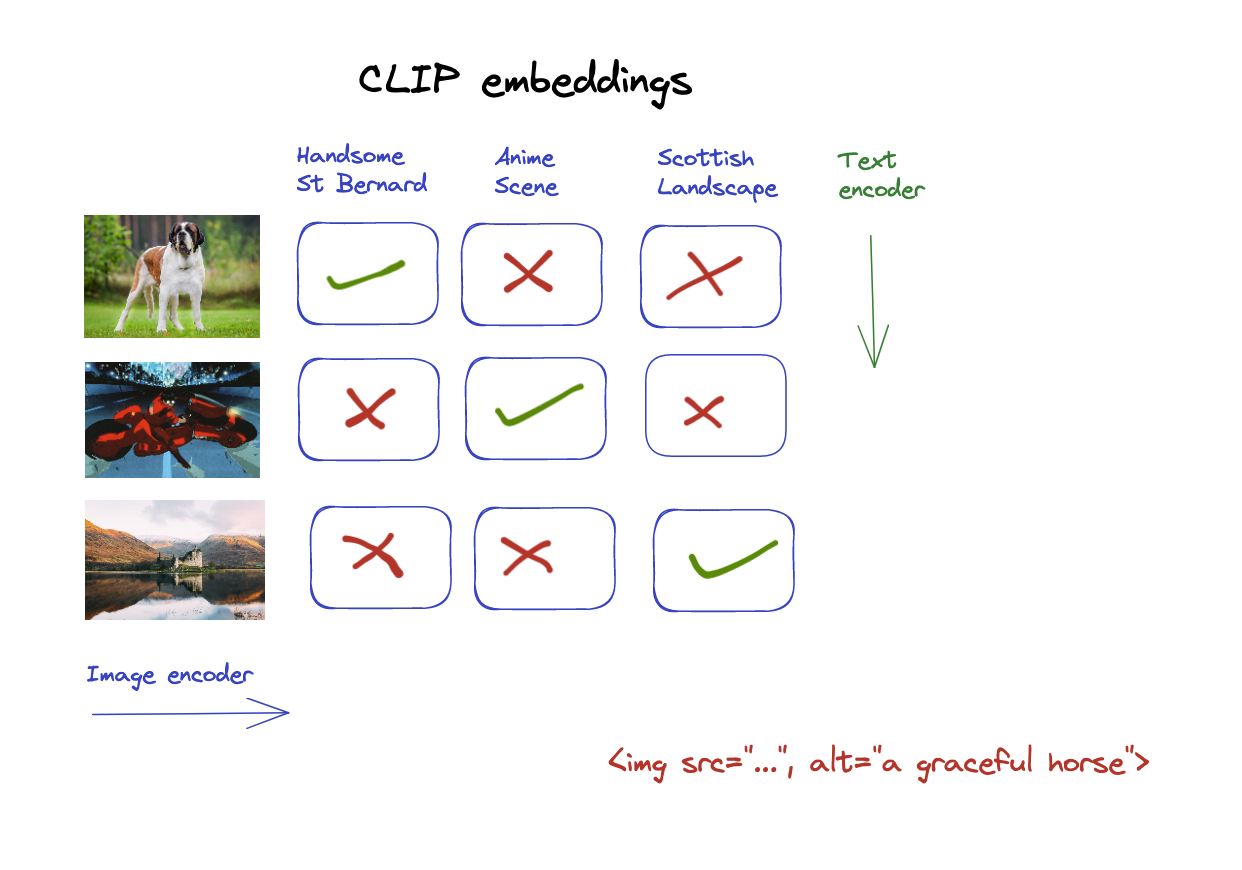 CLIP embeddings
Handsome
St Bernard
Anime
Scene
Scottish
Landscape
Text
encoder
Image encoder
<img src="...", alt="a graceful horse">